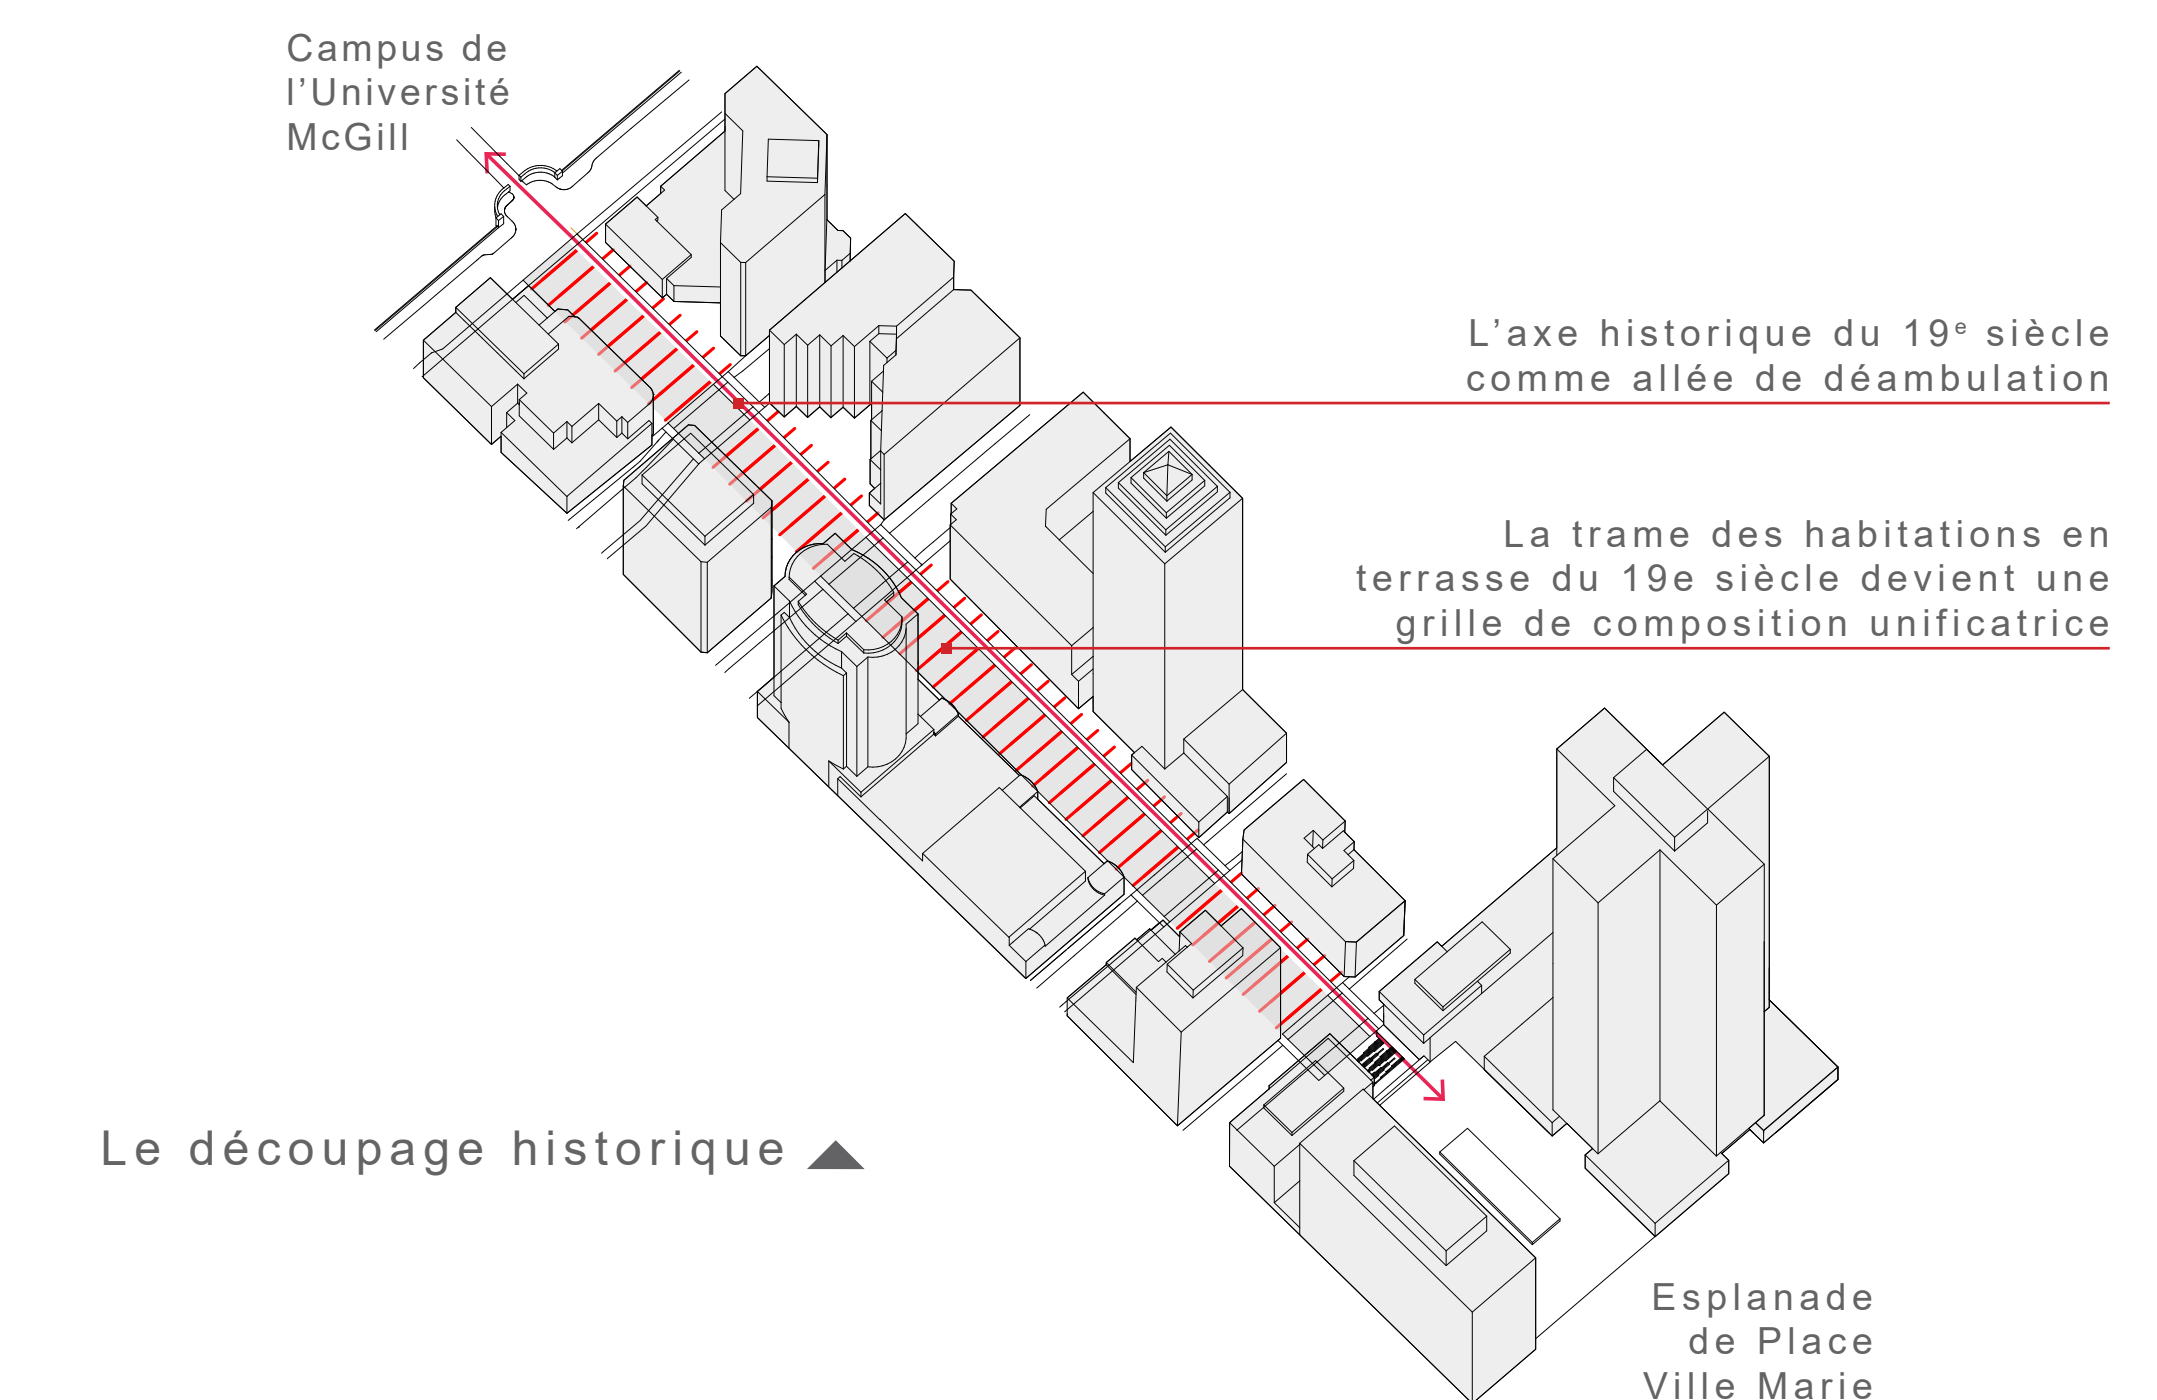 Campus de
l’Université
McGill
L’axe historique du 19e siècle
comme allée de déambulation
La trame des habitations en
terrasse du 19e siècle devient une
grille de composition unificatrice
Le découpage historique
Esplanade
de Place
Ville Marie